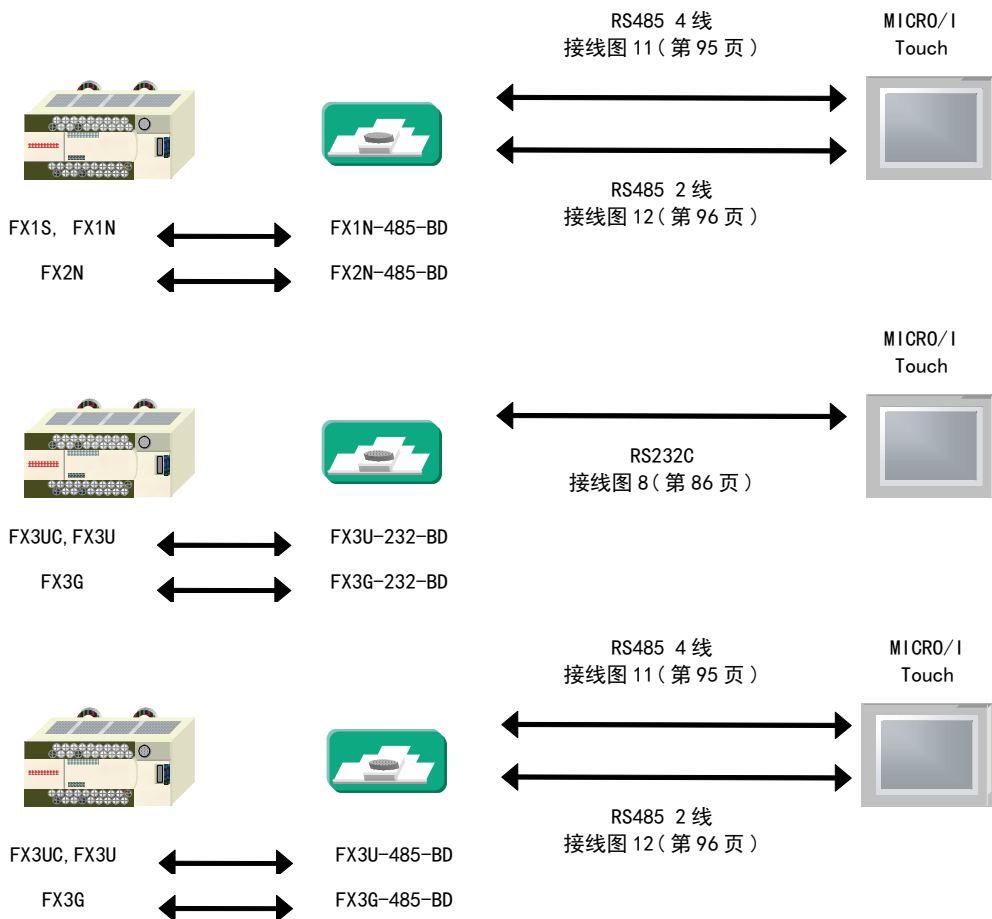 RS485 4 线
接线图 11(第 95 页)
MICRO/I
Touch
RS485 2 线
接线图 12(第 96 页)
FX1S, FX1N
FX1N-485-BD
FX2N
FX2N-485-BD
MICRO/I
Touch
RS232C
接线图 8(第 86 页)
FX3UC,FX3U
FX3U-232-BD
FX3G
FX3G-232-BD
RS485 4 线
接线图 11(第 95 页)
MICRO/I
Touch
RS485 2 线
接线图 12(第 96 页)
FX3UC,FX3U
FX3U-485-BD
FX3G
FX3G-485-BD